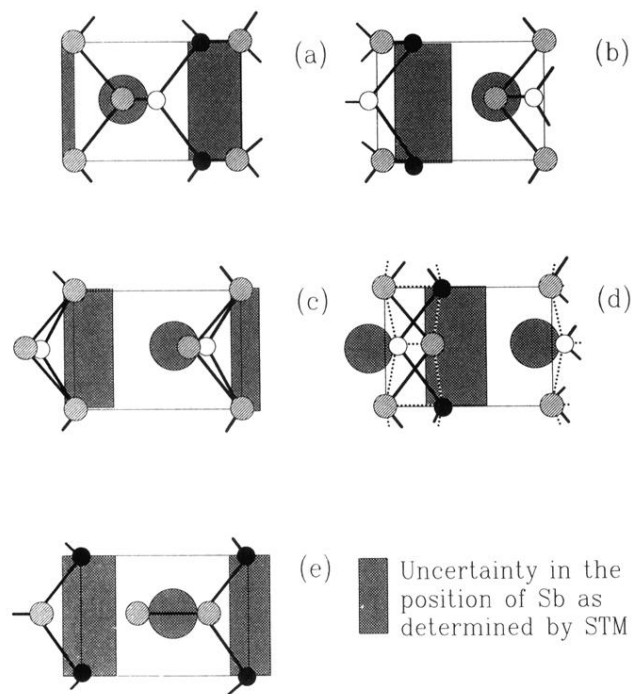 (a)
(b)
(c)
(d)
(e)
Uncertainty in the
position of Sb as
determined by STM